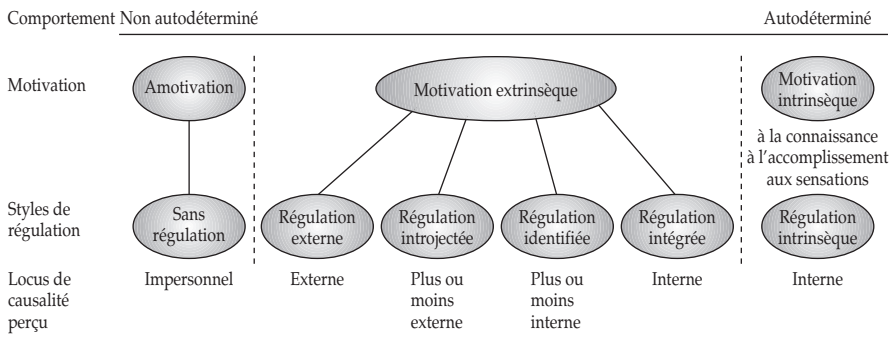 Comportement Non autodéterminé Autodéterminé
Motivation
Amotivation
Motivation extrinsèque
Motivation
intrinsèque
à la connaissance
à l'accomplissement
aux sensations
Styles de
régulation
Sans
régulation
Régulation
externe
Régulation
introjectée
Régulation
identifiée
Régulation
intégrée
Régulation
intrinsèque
Locus de
causalité
perçu
Impersonnel
Externe
Plus ou
moins
externe
Plus ou
moins
interne
Interne
Interne